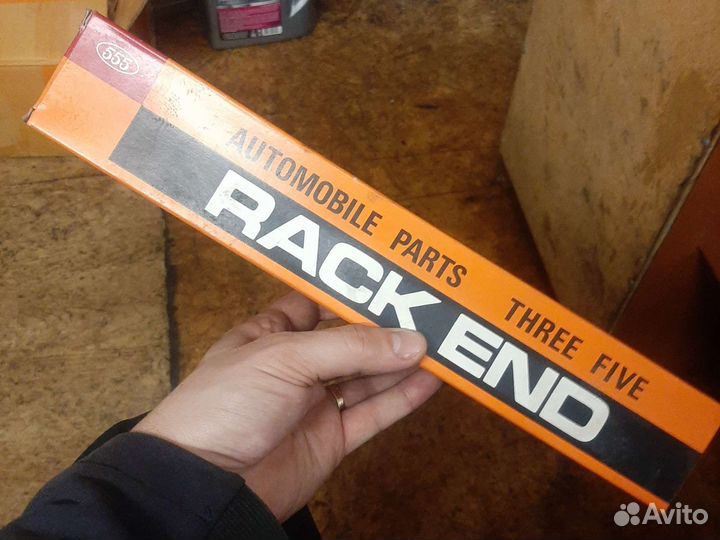 555
AUTOMOBILE PARTS THREE FIVE
RACK END
Avito